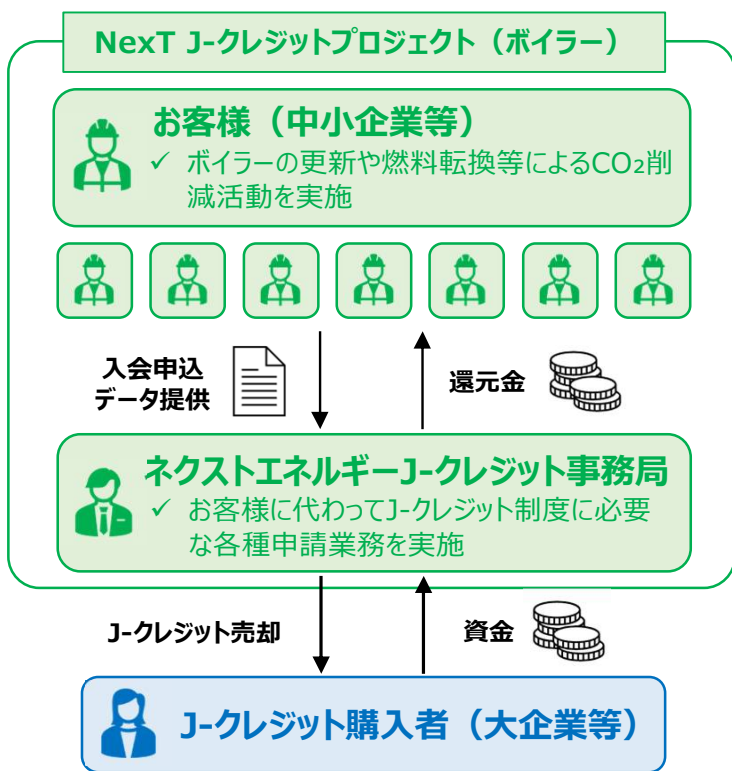 NexT J-クレジットプロジェクト（ボイラー）
お客様（中小企業等）
✓ ボイラーの更新や燃料転換等によるCO₂削
減活動を実施
入会申込
データ提供
還元金
ネクストエネルギーJ-クレジット事務局
✓ お客様に代わってJ-クレジット制度に必要
な各種申請業務を実施
J-クレジット売却
資金
J-クレジット購入者（大企業等）